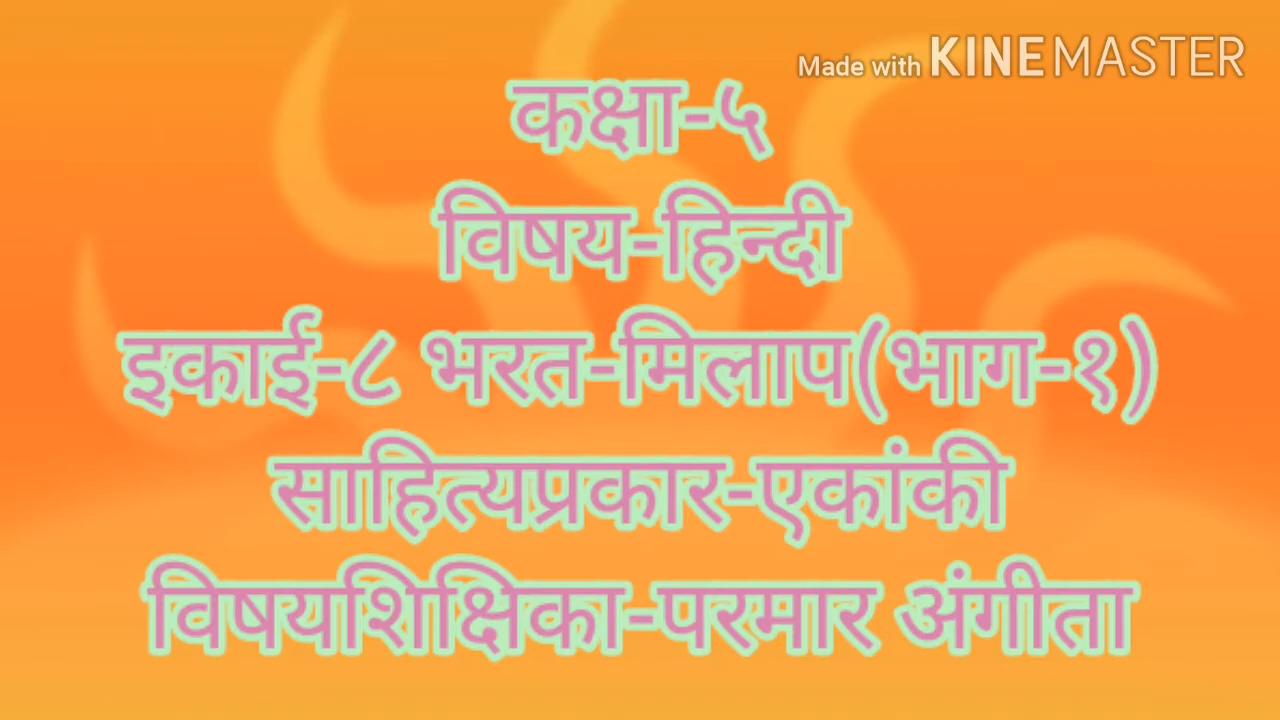 Made with KINEMASTER
कक्षा-५
विषय-हिन्दी
इकाई-८ भरत-मिलाप(भाग-१)
साहित्यप्रकार-एकांकी
विषयशिक्षिका-परमार अंगीता